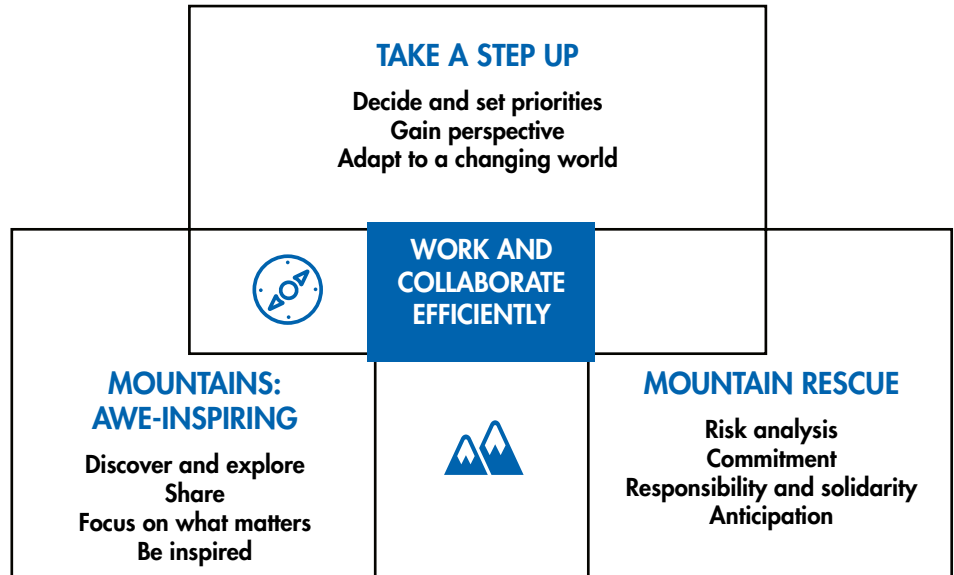 TAKE A STEP UP
Decide and set priorities
Gain perspective
Adapt to a changing world
WORK AND
COLLABORATE
EFFICIENTLY
MOUNTAINS:
AWE-INSPIRING
Discover and explore
Share
Focus on what matters
Be inspired
MOUNTAIN RESCUE
Risk analysis
Commitment
Responsibility and solidarity
Anticipation